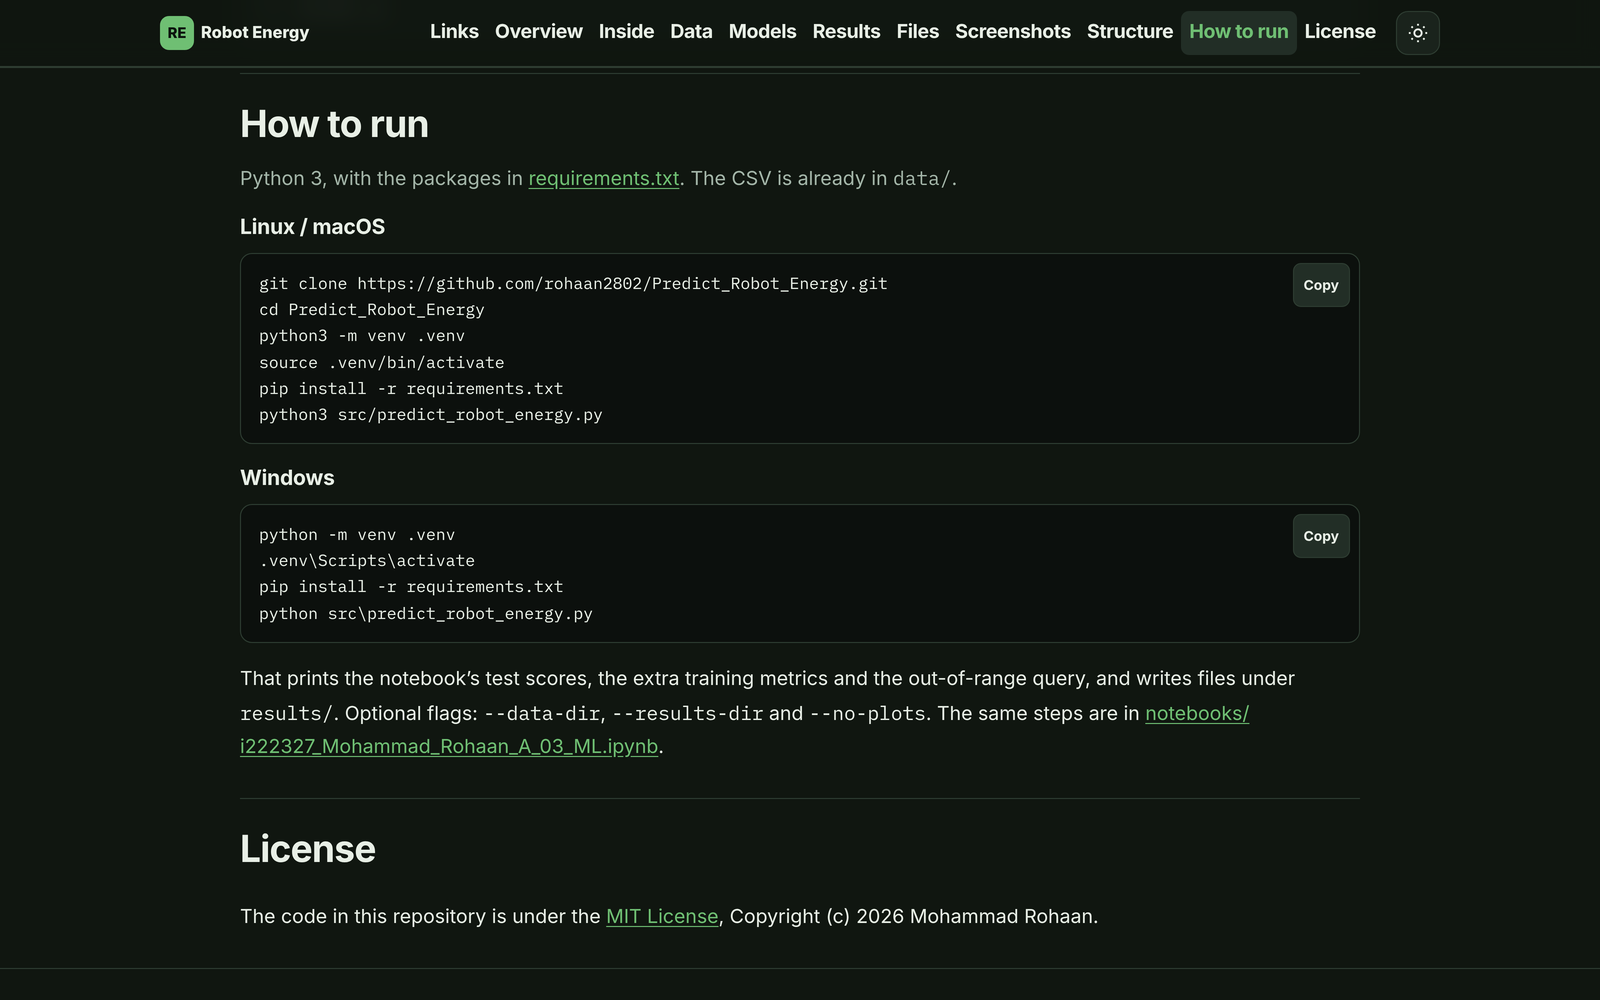 RE Robot Energy Links Overview Inside Data Models Results Files Screenshots Structure How to run License
How to run
Python 3, with the packages in requirements.txt. The CSV is already in data/.
Linux / macOS
git clone https://github.com/rohaan2802/Predict_Robot_Energy.git
Copy
cd Predict_Robot_Energy
python3 -m venv .venv
source .venv/bin/activate
pip install -r requirements.txt
python3 src/predict_robot_energy.py
Windows
python -m venv .venv
Copy
.venv\Scripts\activate
pip install -r requirements.txt
python src\predict_robot_energy.py
That prints the notebook’s test scores, the extra training metrics and the out-of-range query, and writes files under
results/. Optional flags: --data-dir, --results-dir and --no-plots. The same steps are in notebooks/
i222327_Mohammad_Rohaan_A_03_ML.ipynb.
License
The code in this repository is under the MIT License, Copyright (c) 2026 Mohammad Rohaan.